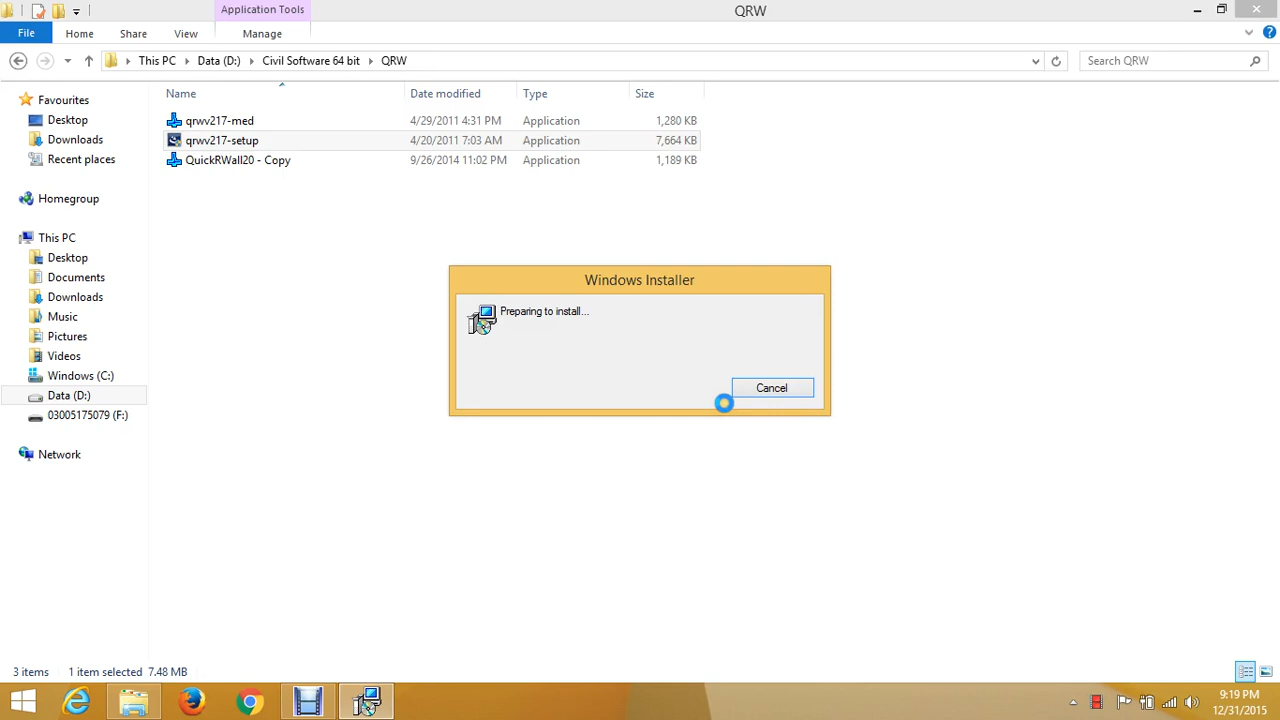 Application Tools
QRW
File
Home
Share
View
Manage
This PC
Data (D:)
Civil Software 64 bit
QRW
Search QRW
Name
Date modified
Type
Size
qrwv217-med
4/29/2011 4:31 PM
Application
1,280 KB
qrwv217-setup
4/20/2011 7:03 AM
Application
7,664 KB
QuickRWall20 - Copy
9/26/2014 11:02 PM
Application
1,189 KB
Favourites
Desktop
Downloads
Recent places
Homegroup
This PC
Desktop
Documents
Downloads
Music
Pictures
Videos
Windows (C:)
Data (D:)
03005175079 (F:)
Network
Windows Installer
Preparing to install...
Cancel
3 items
1 item selected 7.48 MB
9:19 PM
12/31/2015